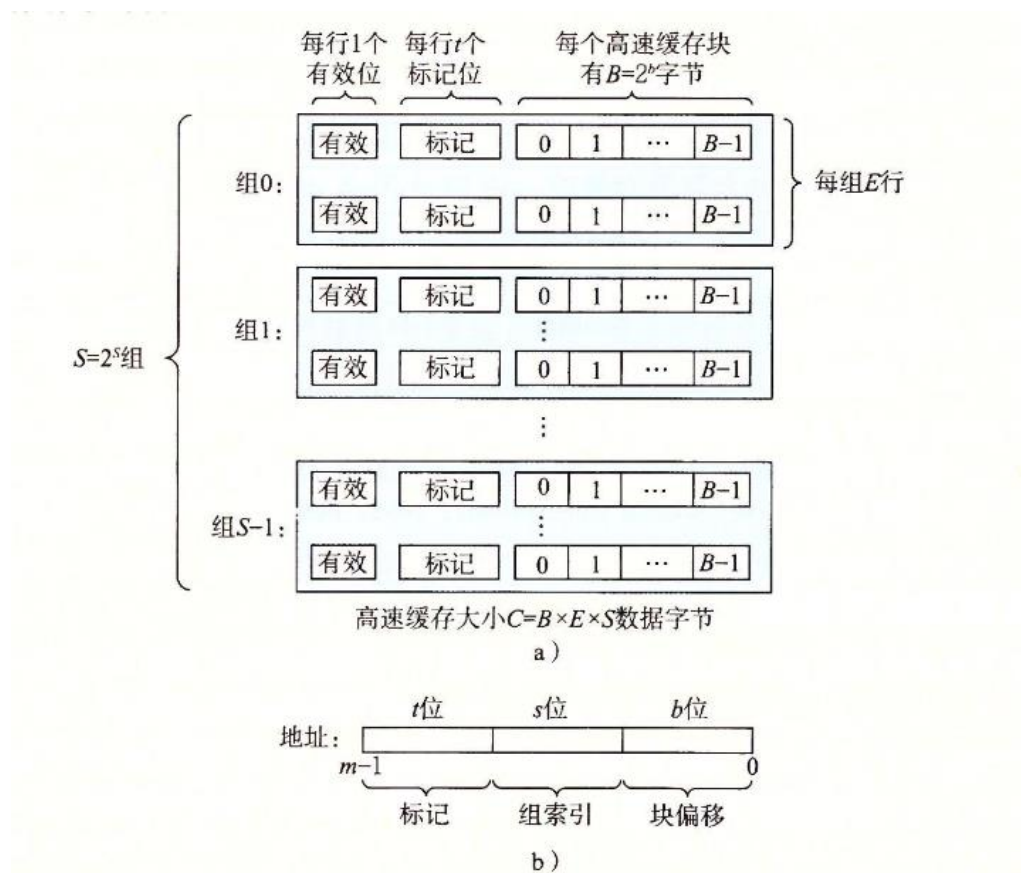 每行1个 每行t个 每个高速缓存块
有效位 标记位 有B=2^b字节
有效 标记 0 1 … B−1
组0: 每组E行
有效 标记 0 1 … B−1
有效 标记 0 1 … B−1
组1: ⋮
S=2^S组
有效 标记 0 1 … B−1
⋮
有效 标记 0 1 … B−1
组S−1: ⋮
有效 标记 0 1 … B−1
高速缓存大小C=B×E×S数据字节
a)
t位 s位 b位
地址:
m−1 0
标记 组索引 块偏移
b)